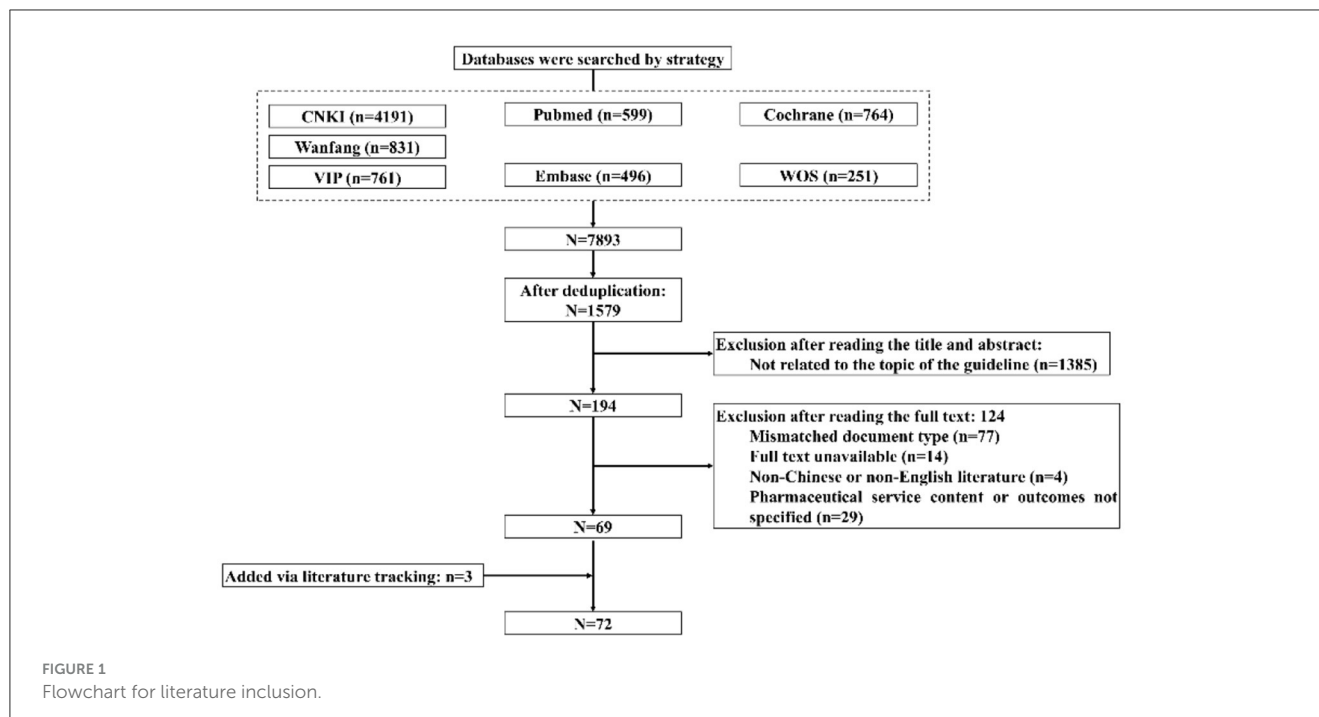 Databases were searched by strategy
CNKI (n=4191)
Pubmed (n=599)
Cochrane (n=764)
Wanfang (n=831)
VIP (n=761)
Embase (n=496)
WOS (n=251)
N=7893
After deduplication:
N=1579
Exclusion after reading the title and abstract:
Not related to the topic of the guideline (n=1385)
N=194
Exclusion after reading the full text: 124
Mismatched document type (n=77)
Full text unavailable (n=14)
Non-Chinese or non-English literature (n=4)
Pharmaceutical service content or outcomes not
specified (n=29)
N=69
Added via literature tracking: n=3
N=72
FIGURE 1
Flowchart for literature inclusion.